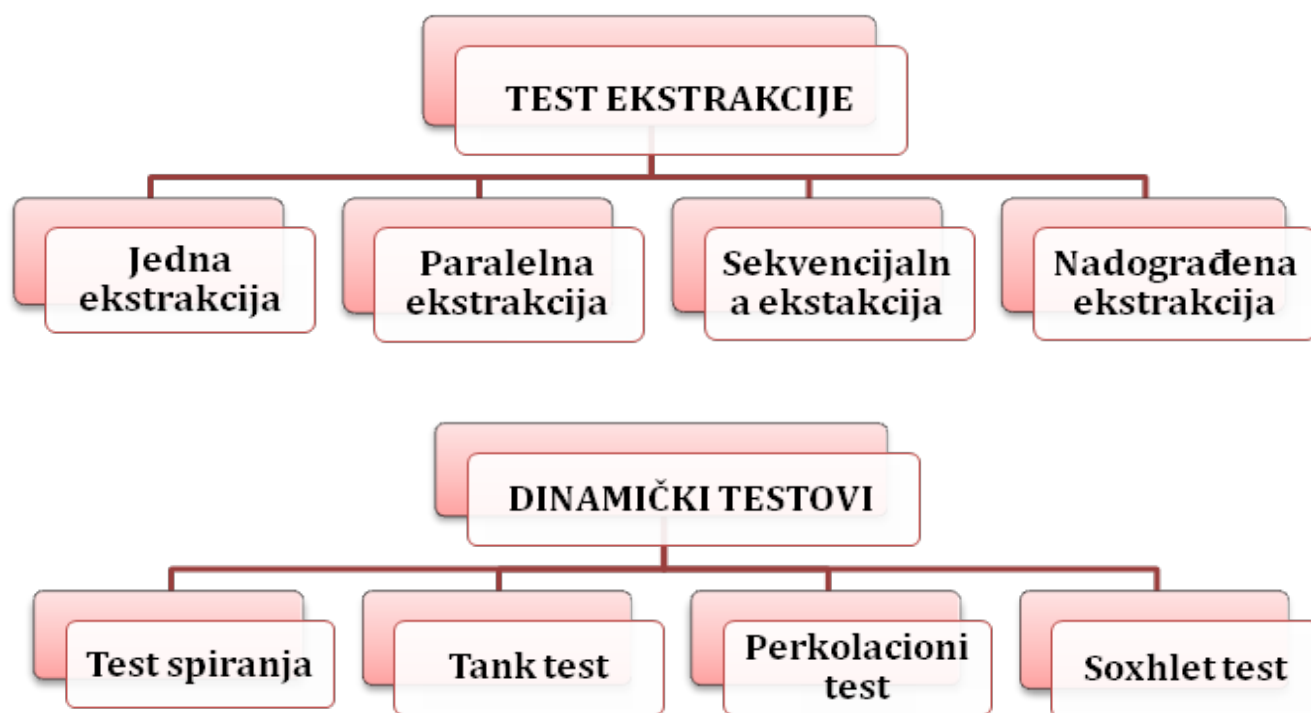 TEST EKSTRAKCIJE
Jedna
ekstrakcija
Paralelna
ekstrakcija
Sekvencijaln
a ekstakcija
Nadograđena
ekstrakcija
DINAMIČKI TESTOVI
Test spiranja
Tank test
Perkolacioni
test
Soxhlet test